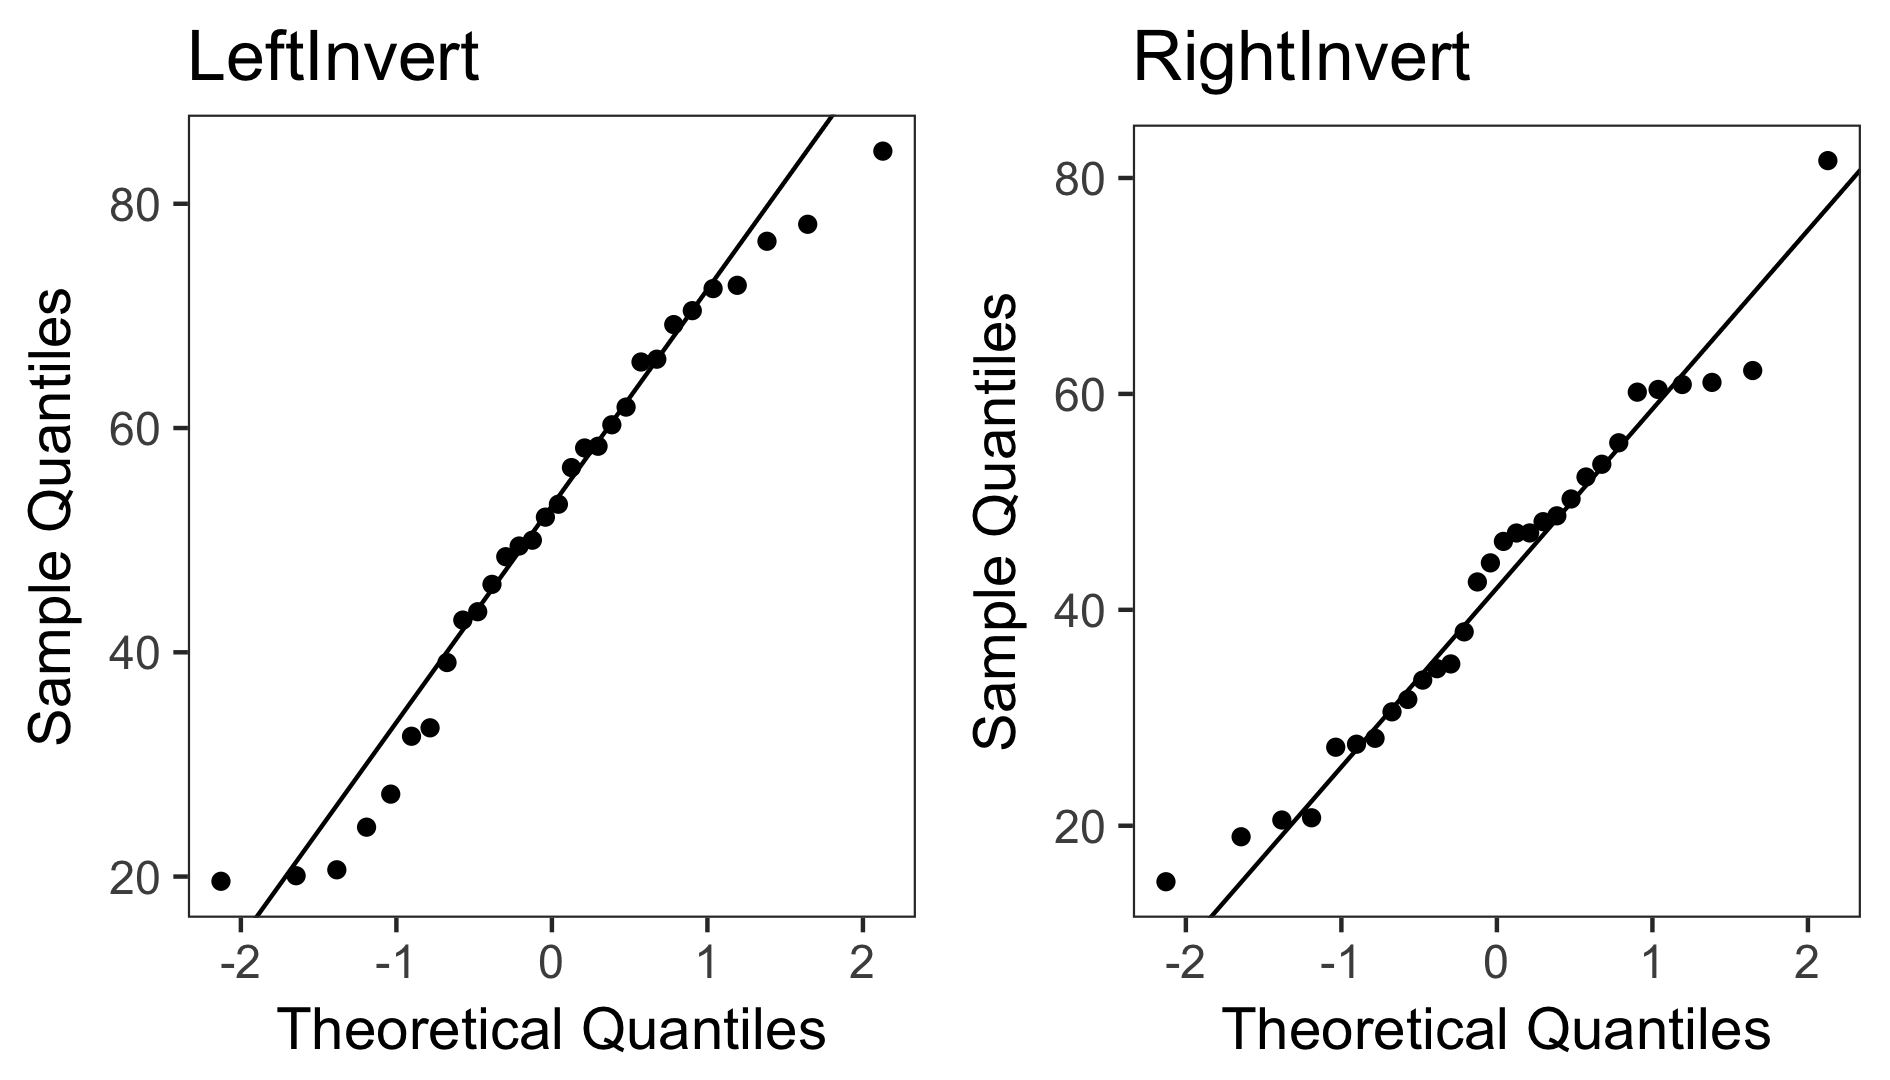 LeftInvert
80
60
40
20
Sample Quantiles
-2 -1 0 1 2
Theoretical Quantiles
RightInvert
80
60
40
20
Sample Quantiles
-2 -1 0 1 2
Theoretical Quantiles